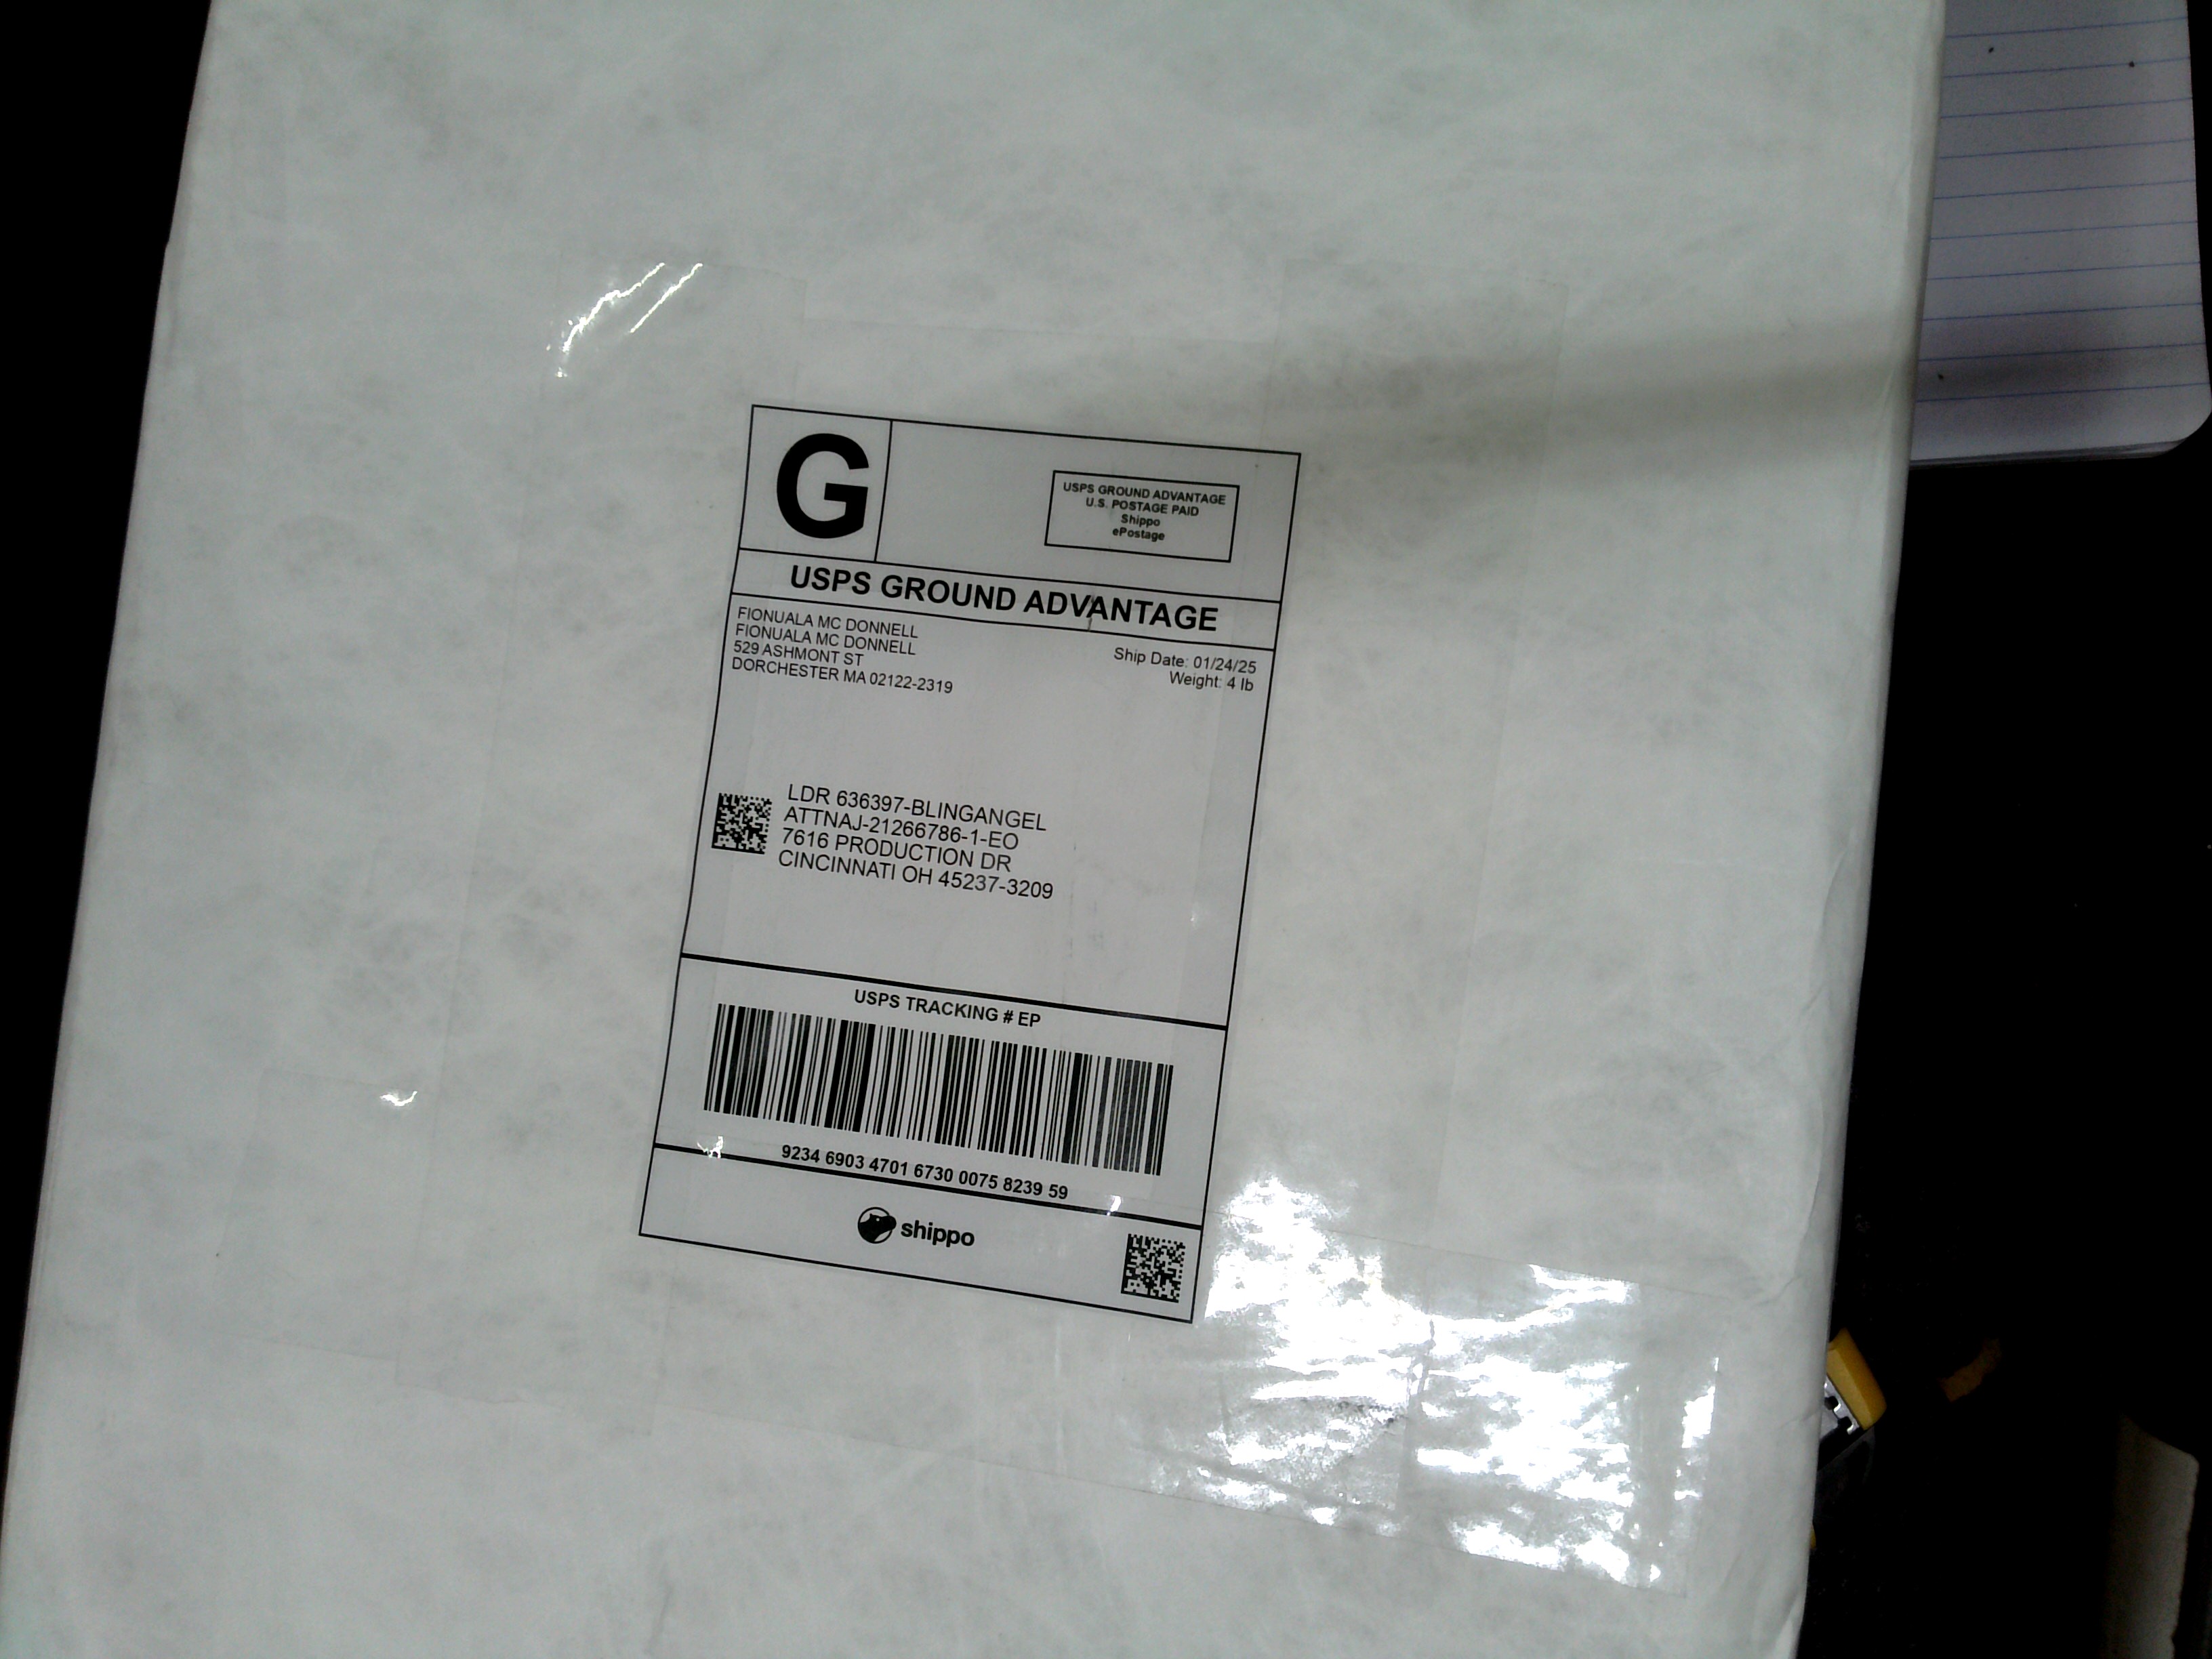 G
USPS GROUND ADVANTAGE
U.S. POSTAGE PAID
Shippo
ePostage
USPS GROUND ADVANTAGE
FIONUALA MC DONNELL
FIONUALA MC DONNELL
529 ASHMONT ST
DORCHESTER MA 02122-2319
Ship Date: 01/24/25
Weight: 4 lb
LDR 636397-BLINGANGEL
ATTNAJ-21266786-1-EO
7616 PRODUCTION DR
CINCINNATI OH 45237-3209
USPS TRACKING # EP
9234 6903 4701 6730 0075 8239 59
shippo